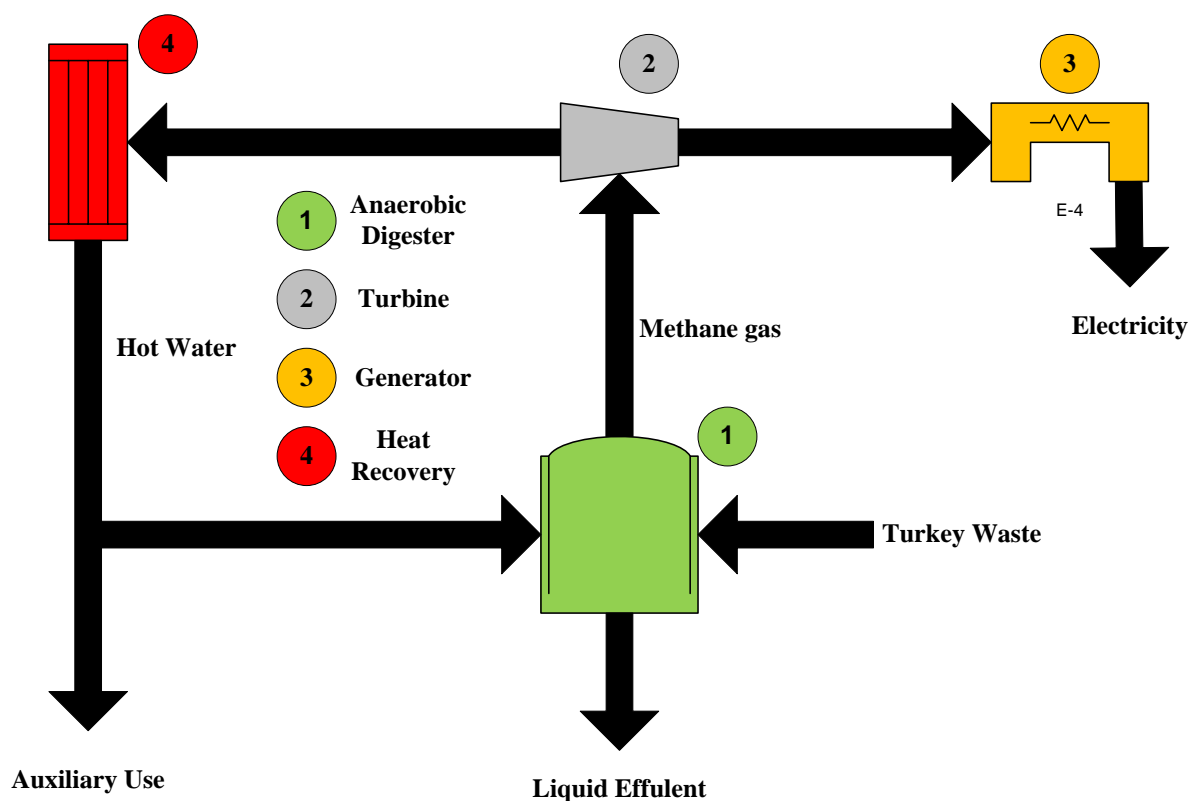 4
2
3
1
Anaerobic
Digester
E-4
2
Turbine
Methane gas
Electricity
Hot Water
3
Generator
4
Heat
Recovery
1
Turkey Waste
Auxiliary Use
Liquid Effulent